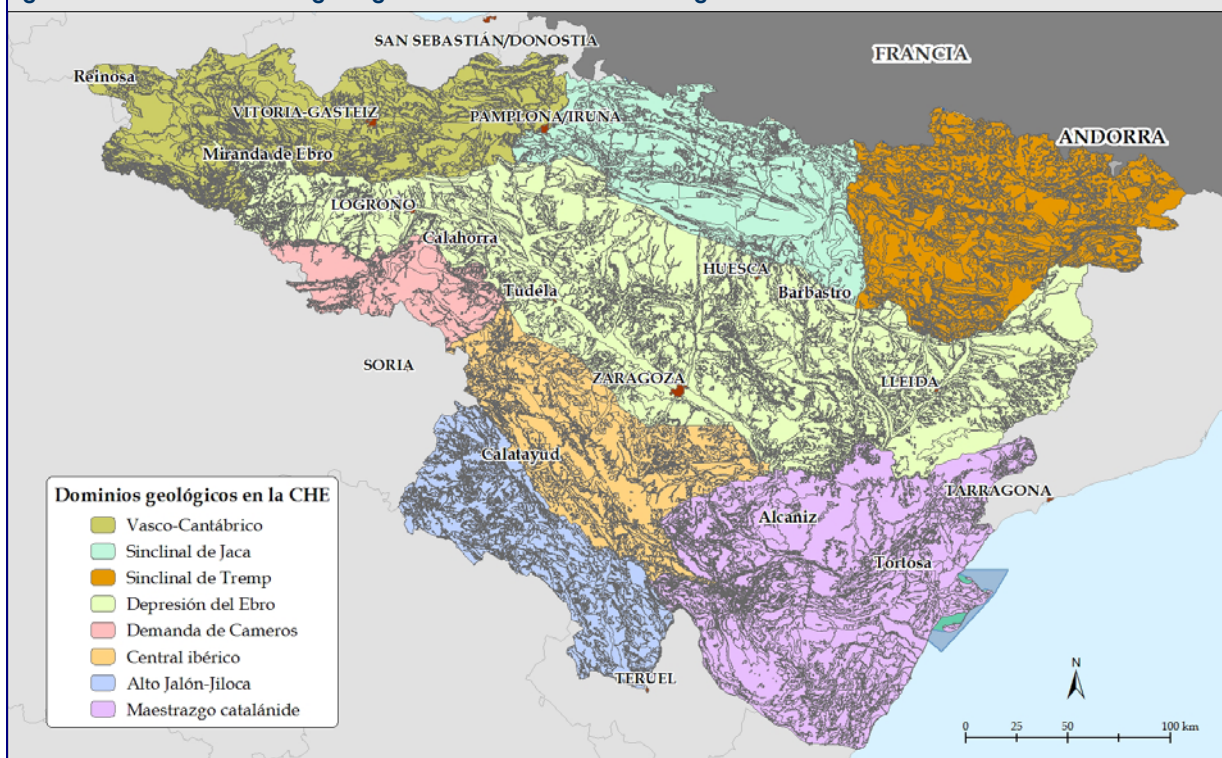 SAN SEBASTIÁN/DONOSTIA
FRANCIA
Reinosa
VITORIA-GASTEIZ
PAMPLONA/IRUÑA
ANDORRA
Miranda de Ebro
LOGROÑO
Calahorra
HUESCA
Tudela
Barbastro
SORIA
ZARAGOZA
LLEIDA
Calatayud
TARRAGONA
Alcañiz
Tortosa
TERUEL
Dominios geológicos en la CHE
Vasco-Cantábrico
Sinclinal de Jaca
Sinclinal de Tremp
Depresión del Ebro
Demanda de Cameros
Central ibérico
Alto Jalón-Jiloca
Maestrazgo catalánide
N
0 25 50 100 km